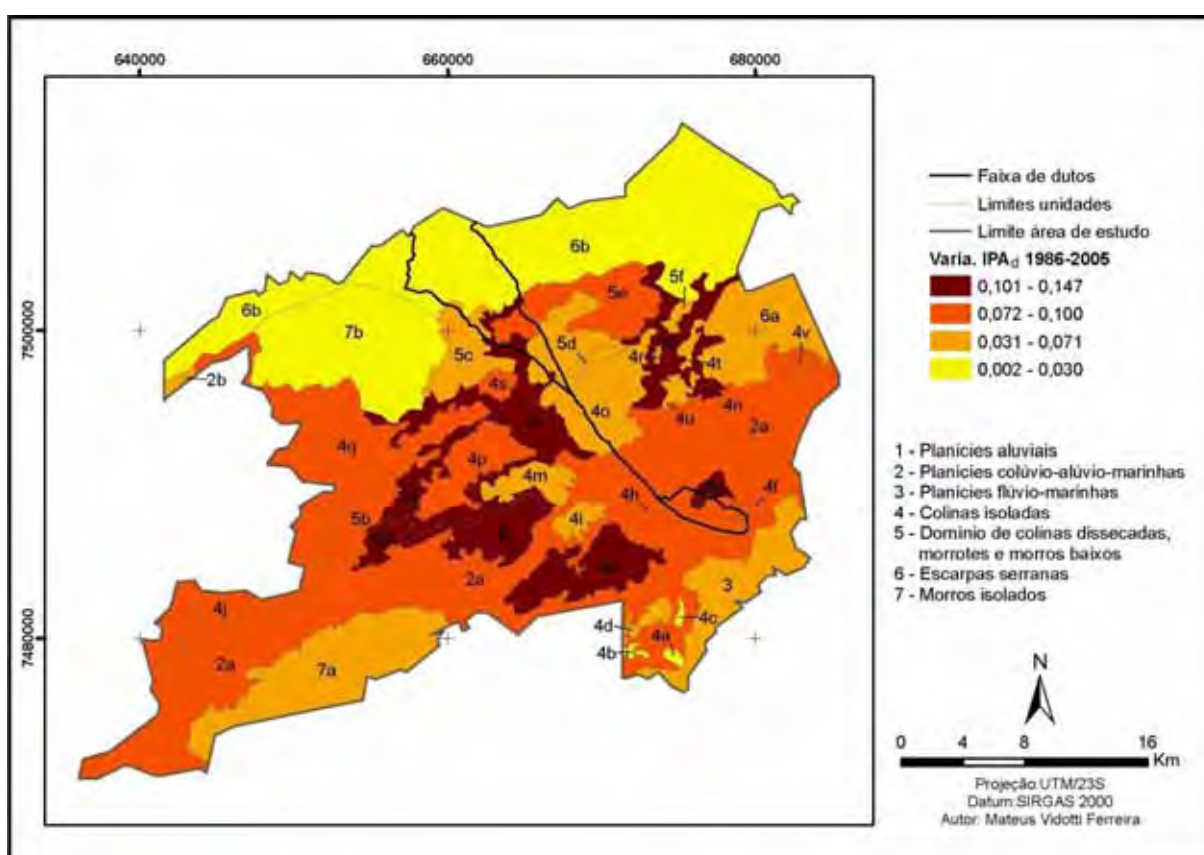 640000 660000 680000
7500000
7480000
6b
5f
6b
5e
6a
7b
4v
5c
5d
4r
4t
2b
4s
4n
4o
4u
2a
4q
4p
4m
4h
4f
5b
4i
2a
3
4j
4c
4d
4a
2a
4b
7a
Faixa de dutos
Limites unidades
Limite área de estudo
Varia. IPAd 1986-2005
0,101 - 0,147
0,072 - 0,100
0,031 - 0,071
0,002 - 0,030
1 - Planícies aluviais
2 - Planícies colúvio-alúvio-marinhas
3 - Planícies flúvio-marinhas
4 - Colinas isoladas
5 - Domínio de colinas dissecadas,
morrotes e morros baixos
6 - Escarpas serranas
7 - Morros isolados
N
0 4 8 16
Km
Projeção:UTM/23S
Datum:SIRGAS 2000
Autor: Mateus Vidotti Ferreira